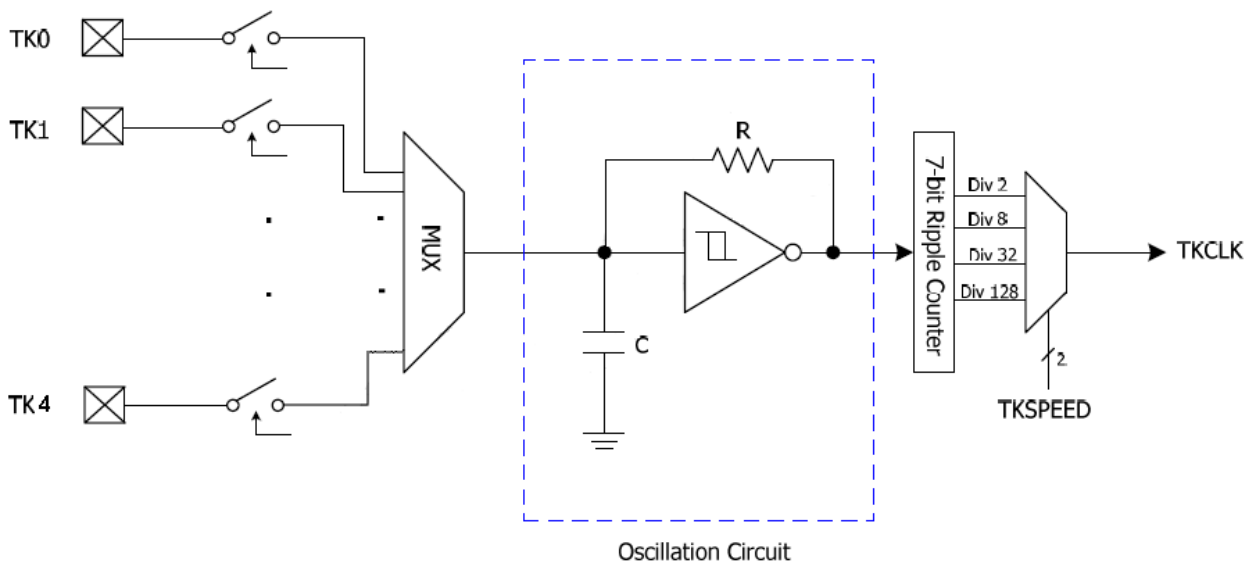 TK0
TK1
TK4
MUX
R
C
7-bit Ripple Counter
Div 2
Div 8
Div 32
Div 128
2
TKCLK
TKSPEED
Oscillation Circuit